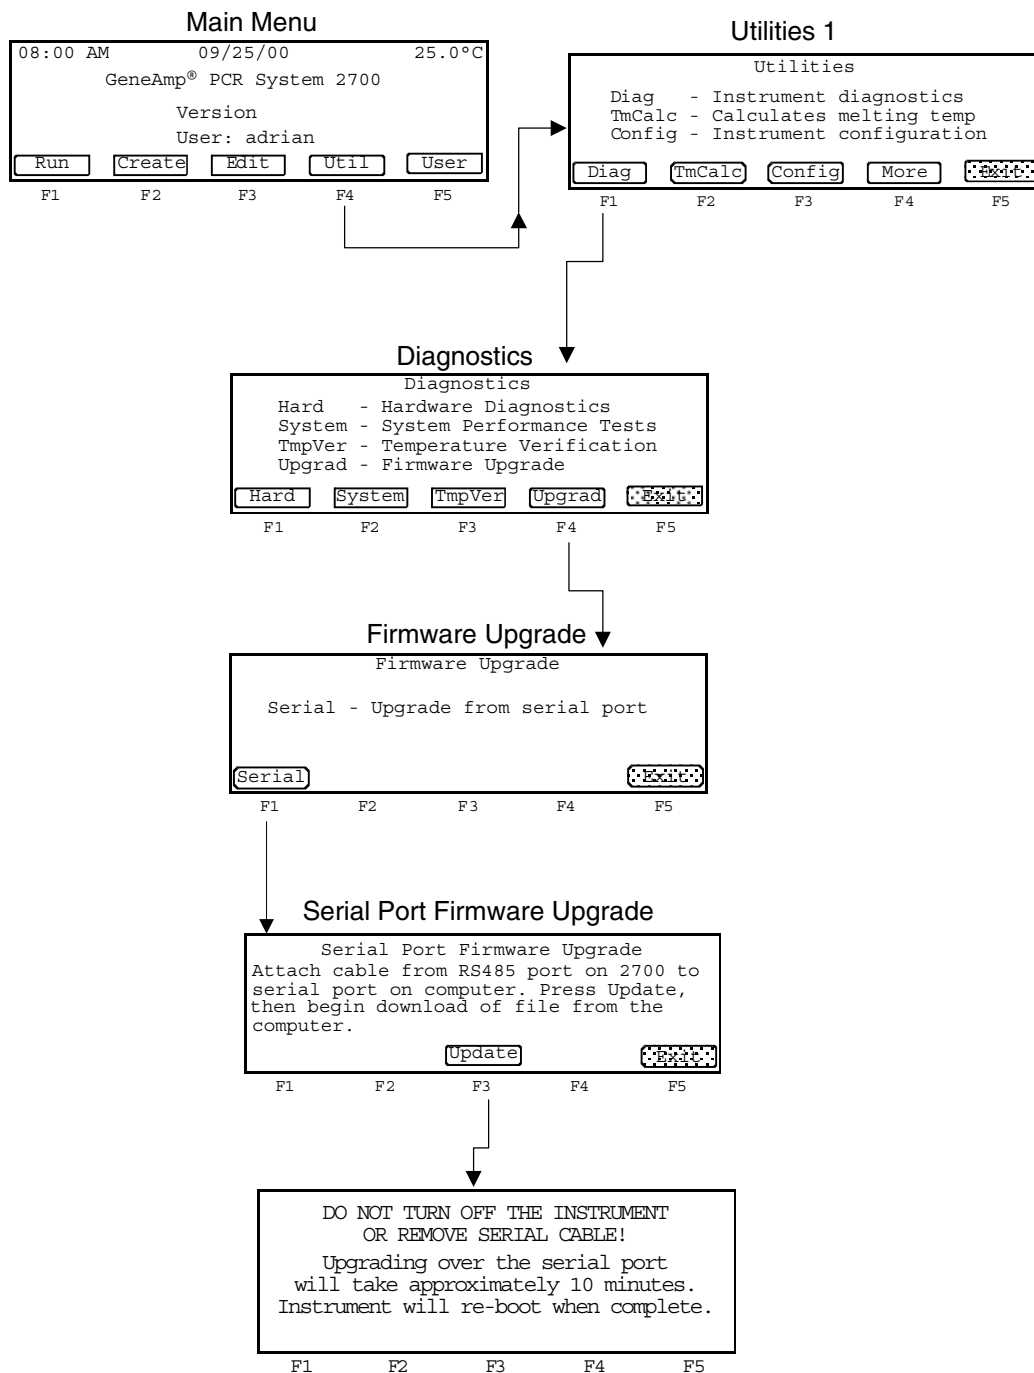 Main Menu
08:00 AM 09/25/00 25.0°C
GeneAmp® PCR System 2700
Version
User: adrian
Run Create Edit Util User
F1 F2 F3 F4 F5
Utilities 1
Utilities
Diag - Instrument diagnostics
TmCalc - Calculates melting temp
Config - Instrument configuration
Diag TmCalc Config More Exit
F1 F2 F3 F4 F5
Diagnostics
Diagnostics
Hard - Hardware Diagnostics
System - System Performance Tests
TmpVer - Temperature Verification
Upgrad - Firmware Upgrade
Hard System TmpVer Upgrad Exit
F1 F2 F3 F4 F5
Firmware Upgrade
Firmware Upgrade
Serial - Upgrade from serial port
Serial Exit
F1 F2 F3 F4 F5
Serial Port Firmware Upgrade
Serial Port Firmware Upgrade
Attach cable from RS485 port on 2700 to
serial port on computer. Press Update,
then begin download of file from the
computer.
Update Exit
F1 F2 F3 F4 F5
DO NOT TURN OFF THE INSTRUMENT
OR REMOVE SERIAL CABLE!
Upgrading over the serial port
will take approximately 10 minutes.
Instrument will re-boot when complete.
F1 F2 F3 F4 F5